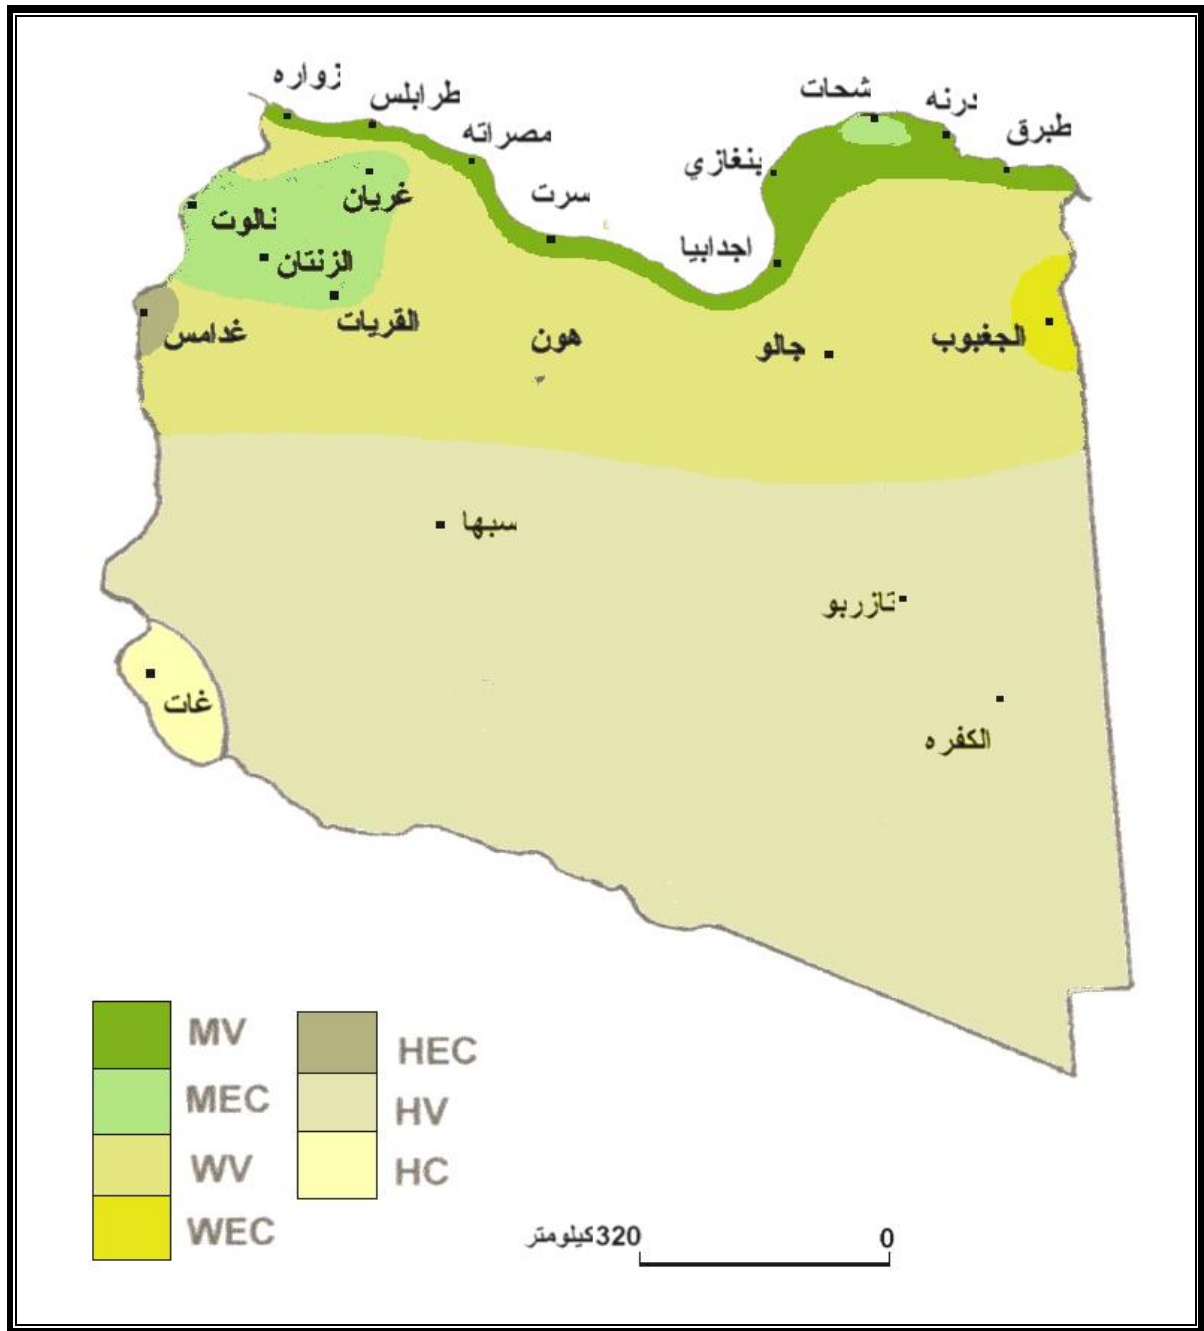 زواره
طرابلس
مصراته
سرت
شحات
درنه
طبرق
بنغازي
اجدابيا
غريان
نالوت
الزنتان
القريات
غدامس
هون
جالو
الجغبوب
سبها
تازربو
الكفره
غات
MV
MEC
WV
WEC
HEC
HV
HC
320كيلومتر
0